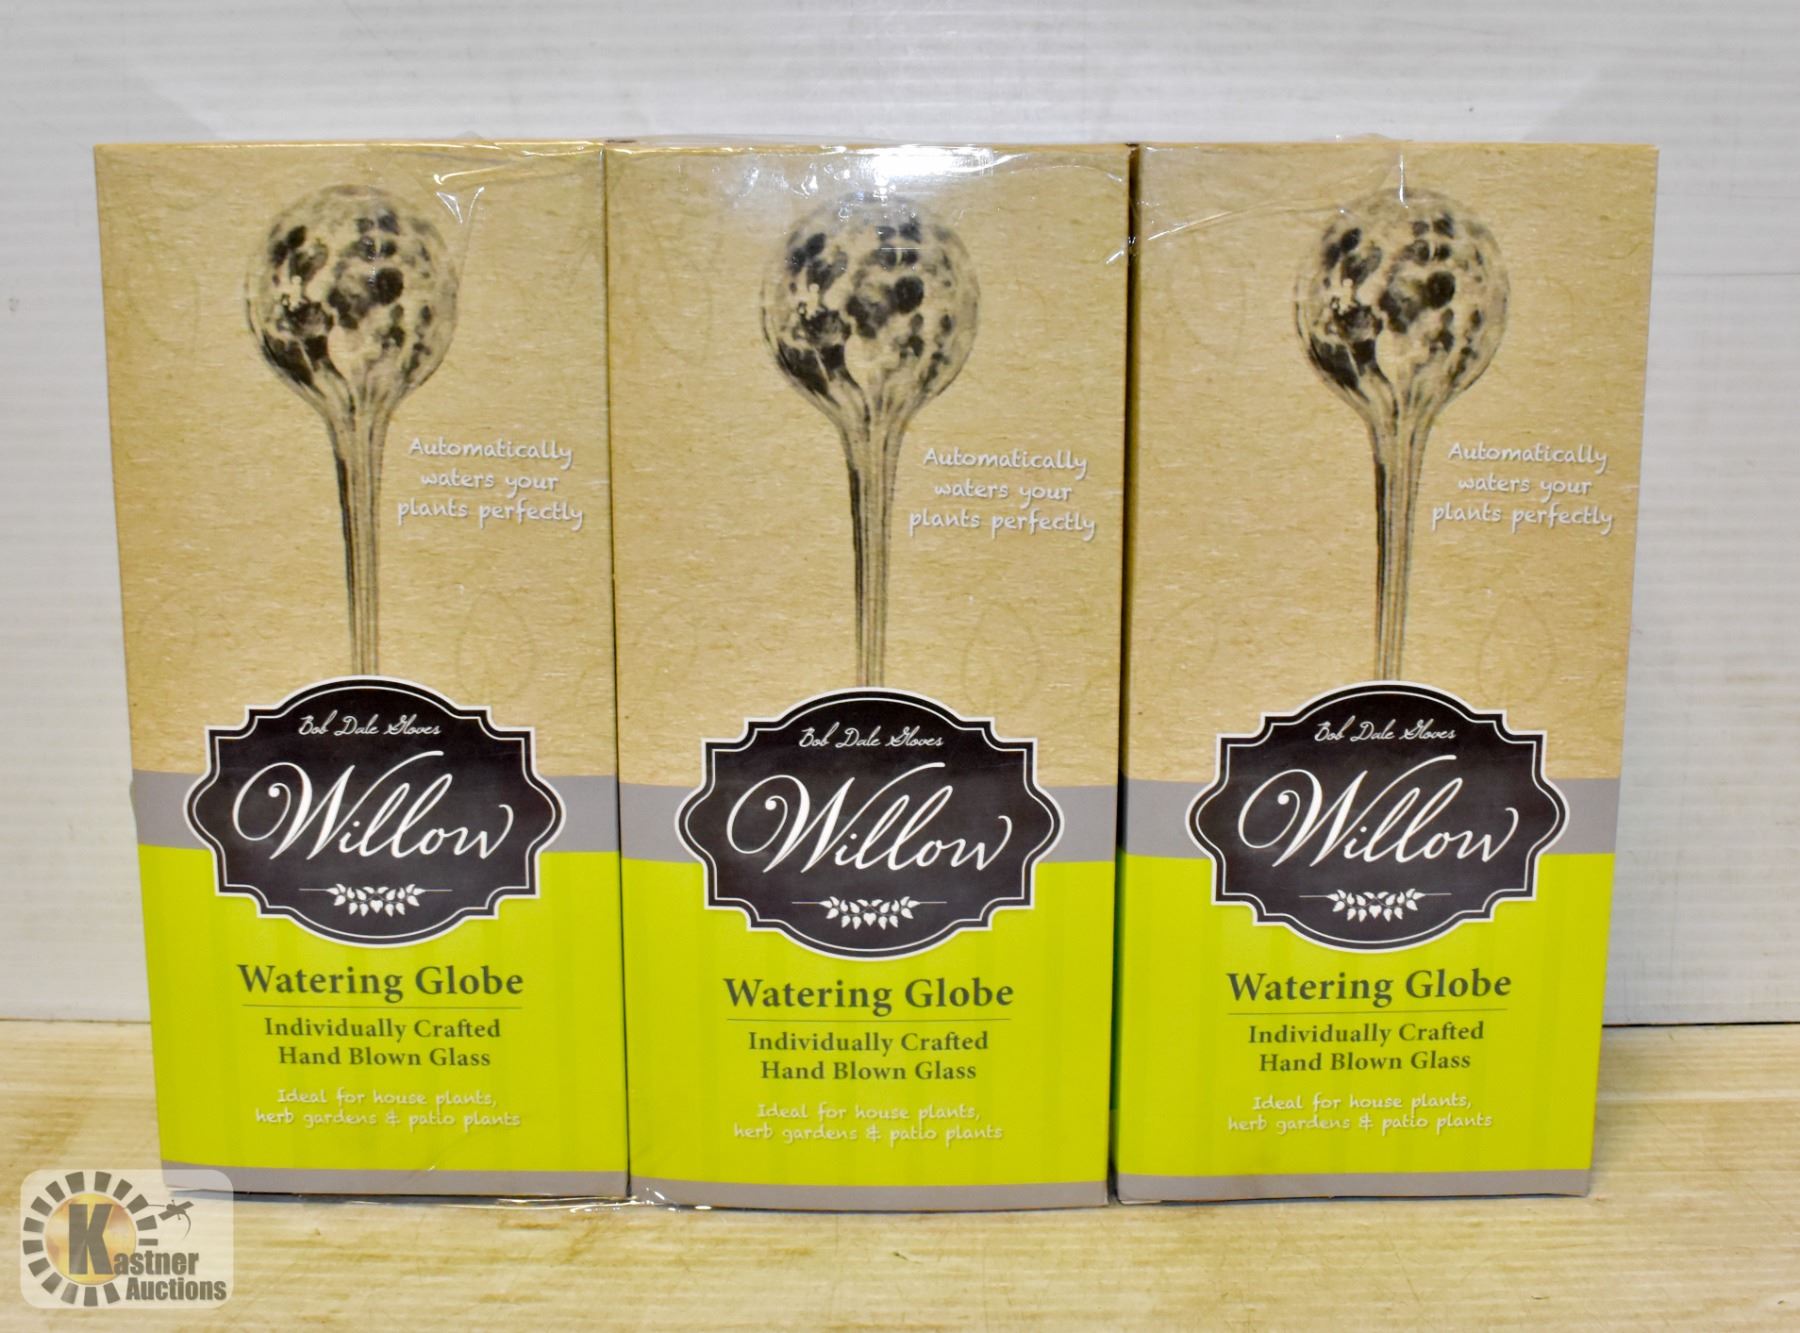 Automatically
waters your
plants perfectly
Bob Dale Gloves
Willow
Watering Globe
Individually Crafted
Hand Blown Glass
Ideal for house plants,
herb gardens & patio plants
Automatically
waters your
plants perfectly
Bob Dale Gloves
Willow
Watering Globe
Individually Crafted
Hand Blown Glass
Ideal for house plants,
herb gardens & patio plants
Automatically
waters your
plants perfectly
Bob Dale Gloves
Willow
Watering Globe
Individually Crafted
Hand Blown Glass
Ideal for house plants,
herb gardens & patio plants
Kastner
Auctions